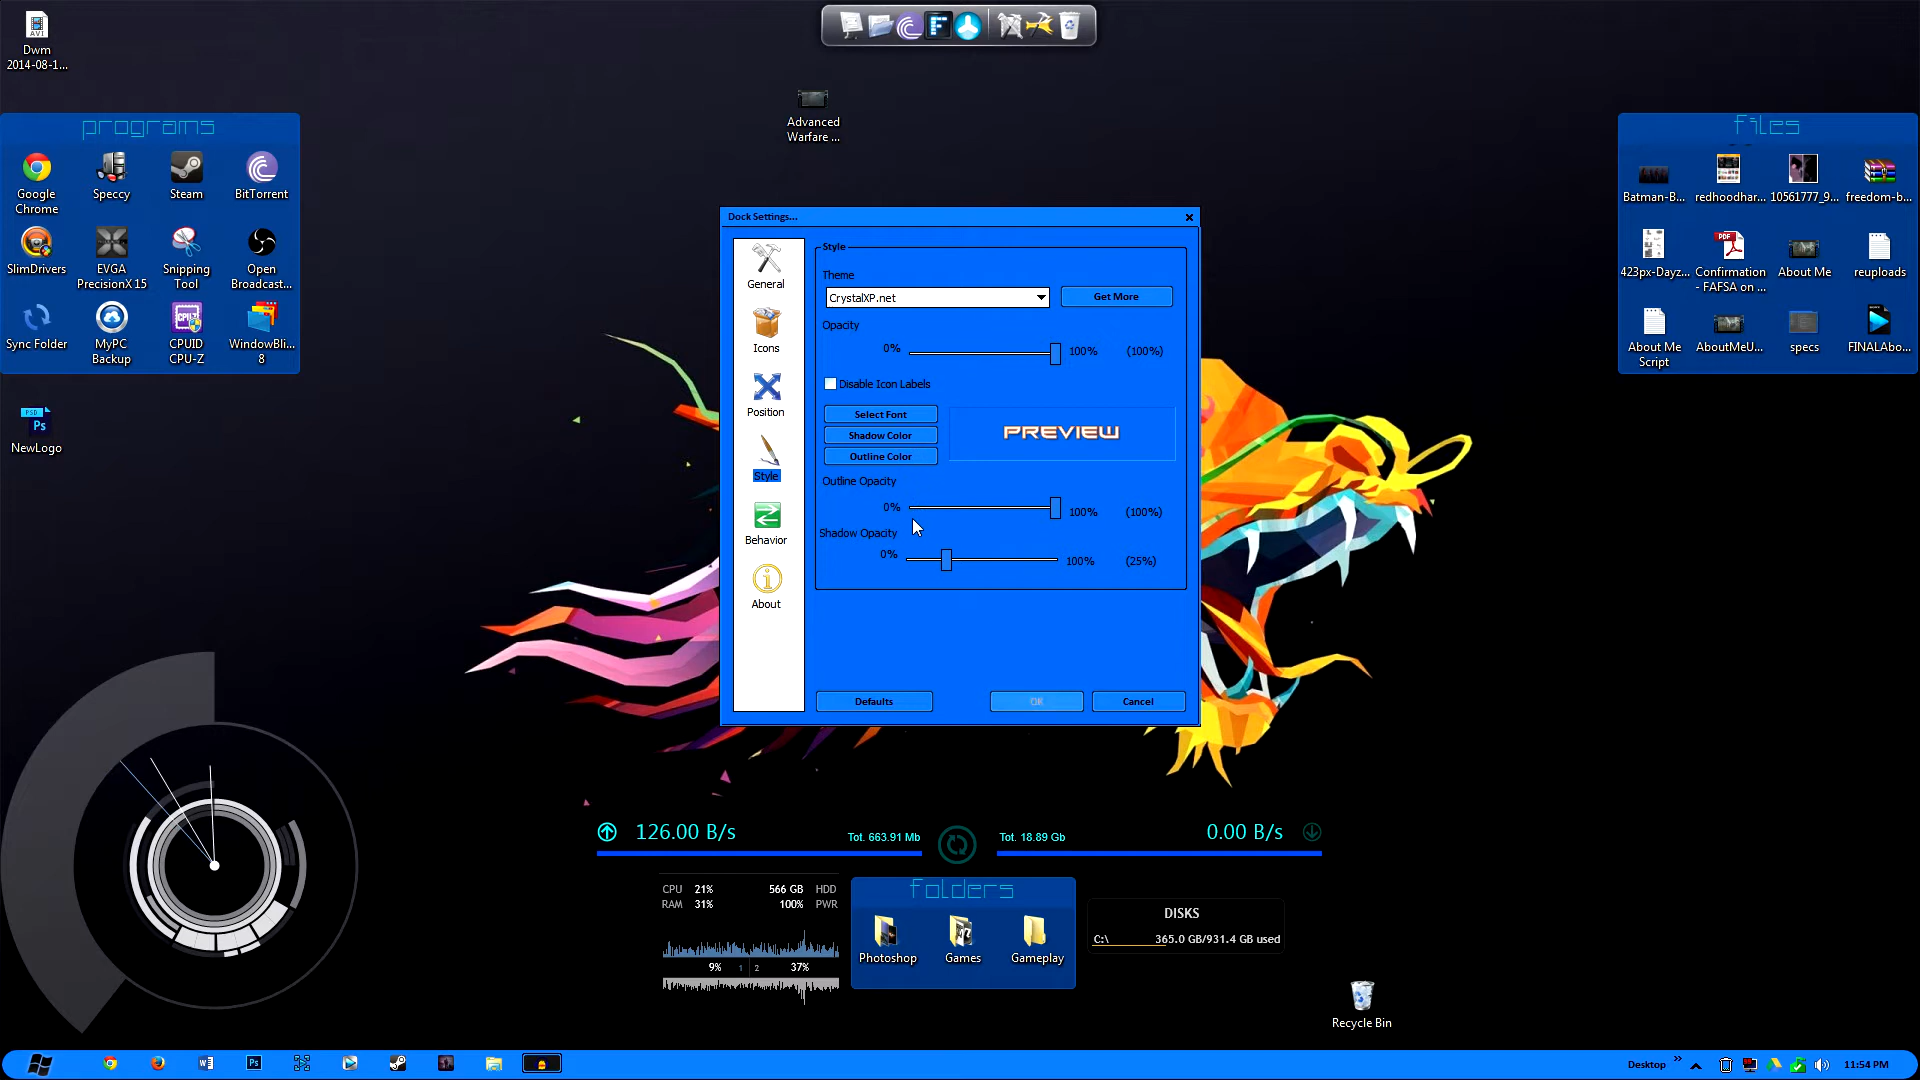 Dwm
2014-08-1...
Advanced
Warfare ...
programs
Google
Chrome
Speccy
Steam
BitTorrent
SlimDrivers
EVGA
PrecisionX 15
Snipping
Tool
Open
Broadcast...
Sync Folder
MyPC
Backup
CPUID
CPU-Z
WindowBli...
8
NewLogo
files
Batman-B...
redhoodhar...
10561777_9...
freedom-b...
423px-Dayz...
Confirmation
- FAFSA on ...
About Me
reuploads
About Me
Script
AboutMeU...
specs
FINALAbo...
Dock Settings...
General
Icons
Position
Style
Behavior
About
Style
Theme
CrystalXP.net
Get More
Opacity
0%
100%
(100%)
Disable Icon Labels
Select Font
Shadow Color
Outline Color
PREVIEW
Outline Opacity
0%
100%
(100%)
Shadow Opacity
0%
100%
(25%)
Defaults
OK
Cancel
126.00 B/s
Tot. 663.91 Mb
Tot. 18.89 Gb
0.00 B/s
CPU 21% 566 GB HDD
RAM 31% 100% PWR
9% 1 2 37%
folders
Photoshop
Games
Gameplay
DISKS
C:\ 365.0 GB/931.4 GB used
Recycle Bin
Desktop
11:54 PM